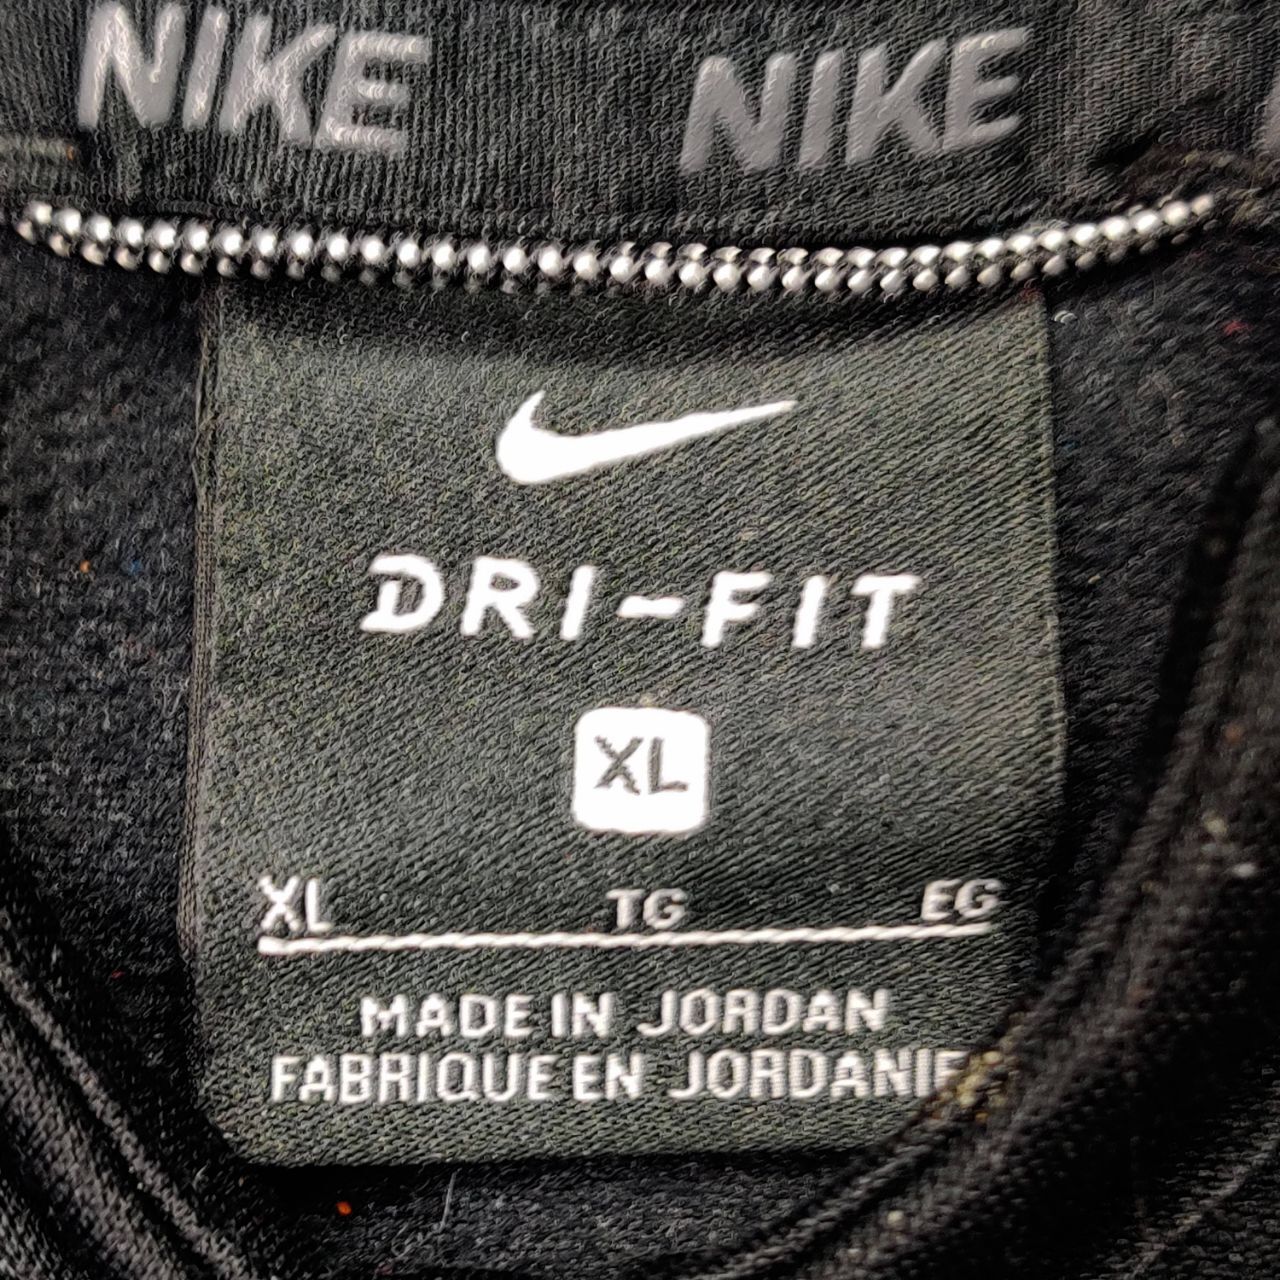 NIKE NIKE
DRI-FIT
XL
XL TG EG
MADE IN JORDAN
FABRIQUE EN JORDANIE